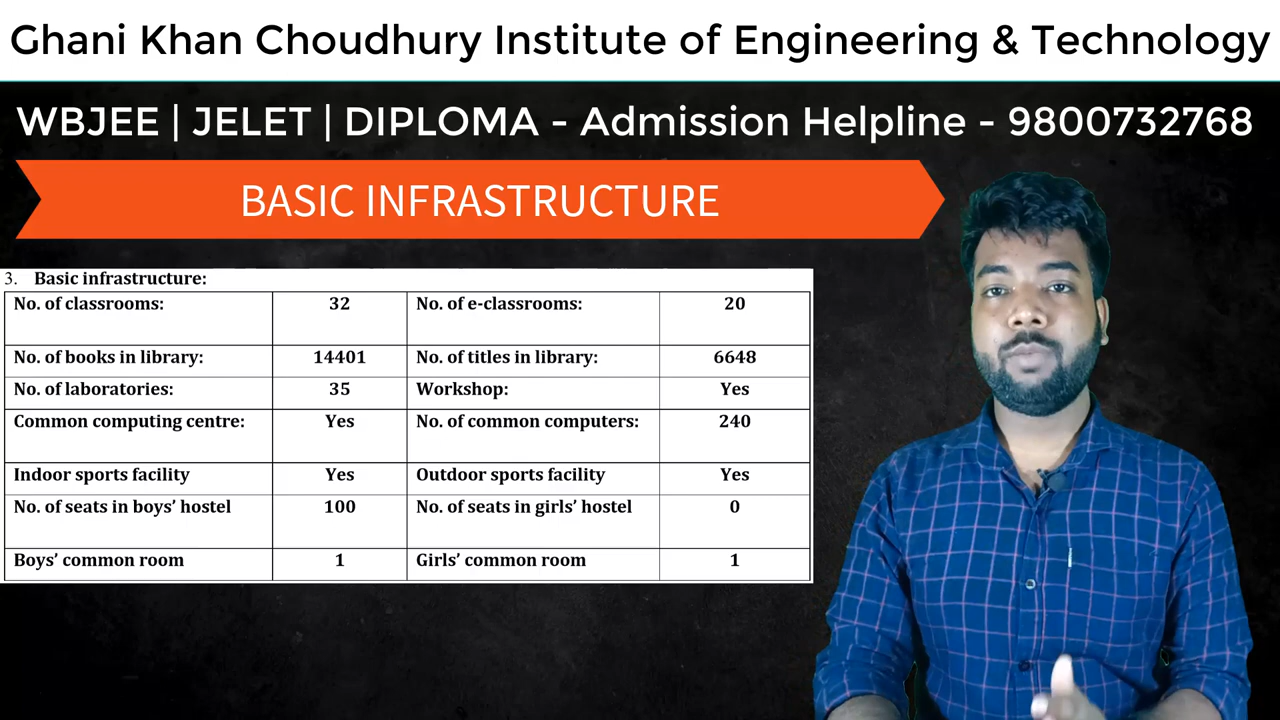 Ghani Khan Choudhury Institute of Engineering & Technology
WBJEE | JELET | DIPLOMA - Admission Helpline - 9800732768
BASIC INFRASTRUCTURE
3. Basic infrastructure:
No. of classrooms: 32 No. of e-classrooms: 20
No. of books in library: 14401 No. of titles in library: 6648
No. of laboratories: 35 Workshop: Yes
Common computing centre: Yes No. of common computers: 240
Indoor sports facility Yes Outdoor sports facility Yes
No. of seats in boys’ hostel 100 No. of seats in girls’ hostel 0
Boys’ common room 1 Girls’ common room 1